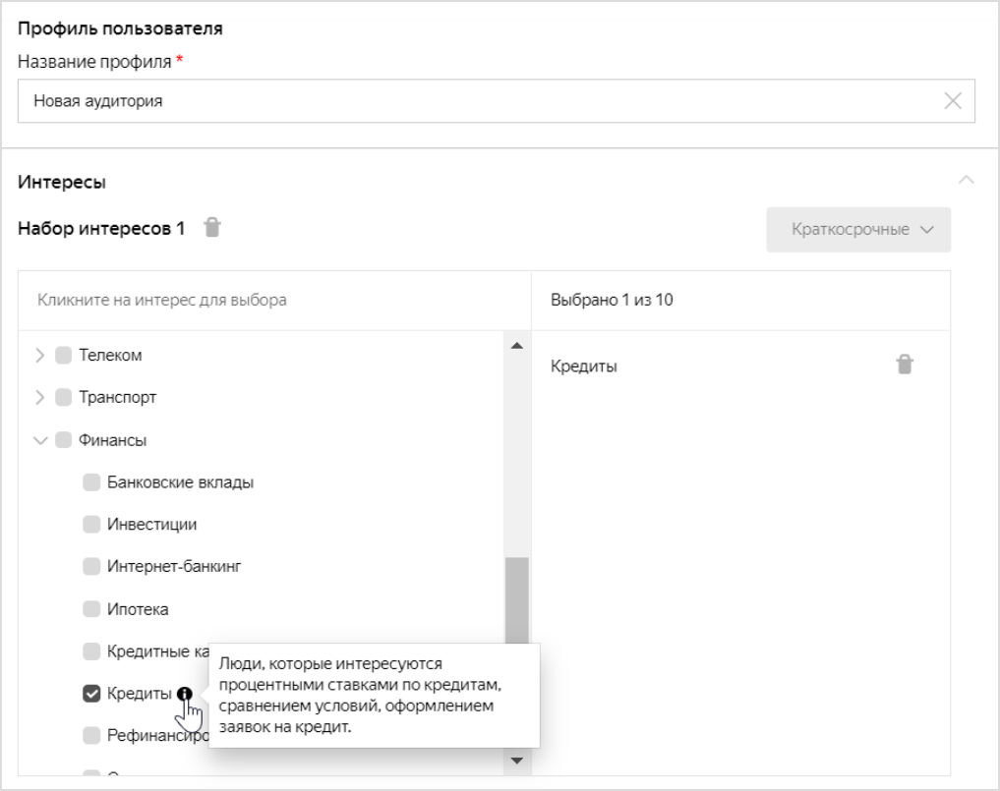 Профиль пользователя
Название профиля *
Новая аудитория
Интересы
Набор интересов 1
Краткосрочные
Кликните на интерес для выбора
Выбрано 1 из 10
Телеком
Кредиты
Транспорт
Финансы
Банковские вклады
Инвестиции
Интернет-банкинг
Ипотека
Кредитные ка
Люди, которые интересуются
процентными ставками по кредитам,
сравнением условий, оформлением
заявок на кредит.
Кредиты
Рефинансиро